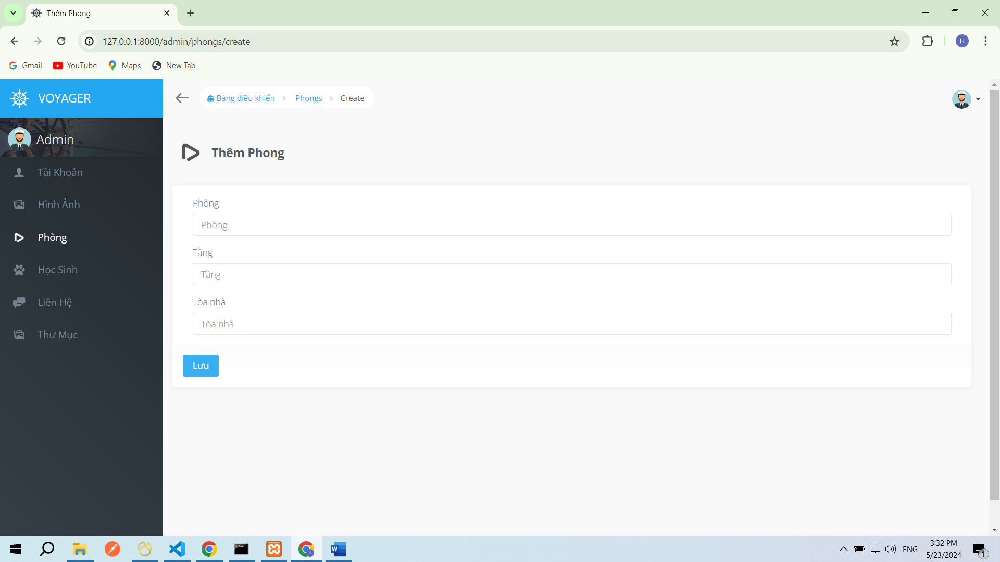 Thêm Phong
127.0.0.1:8000/admin/phongs/create
H
Gmail
YouTube
Maps
New Tab
VOYAGER
Bảng điều khiển
Phongs
Create
Admin
Thêm Phong
Tài Khoản
Hình Ảnh
Phòng
Học Sinh
Liên Hệ
Thư Mục
Phòng
Phòng
Tầng
Tầng
Tòa nhà
Tòa nhà
Lưu
ENG
3:32 PM
5/23/2024
1